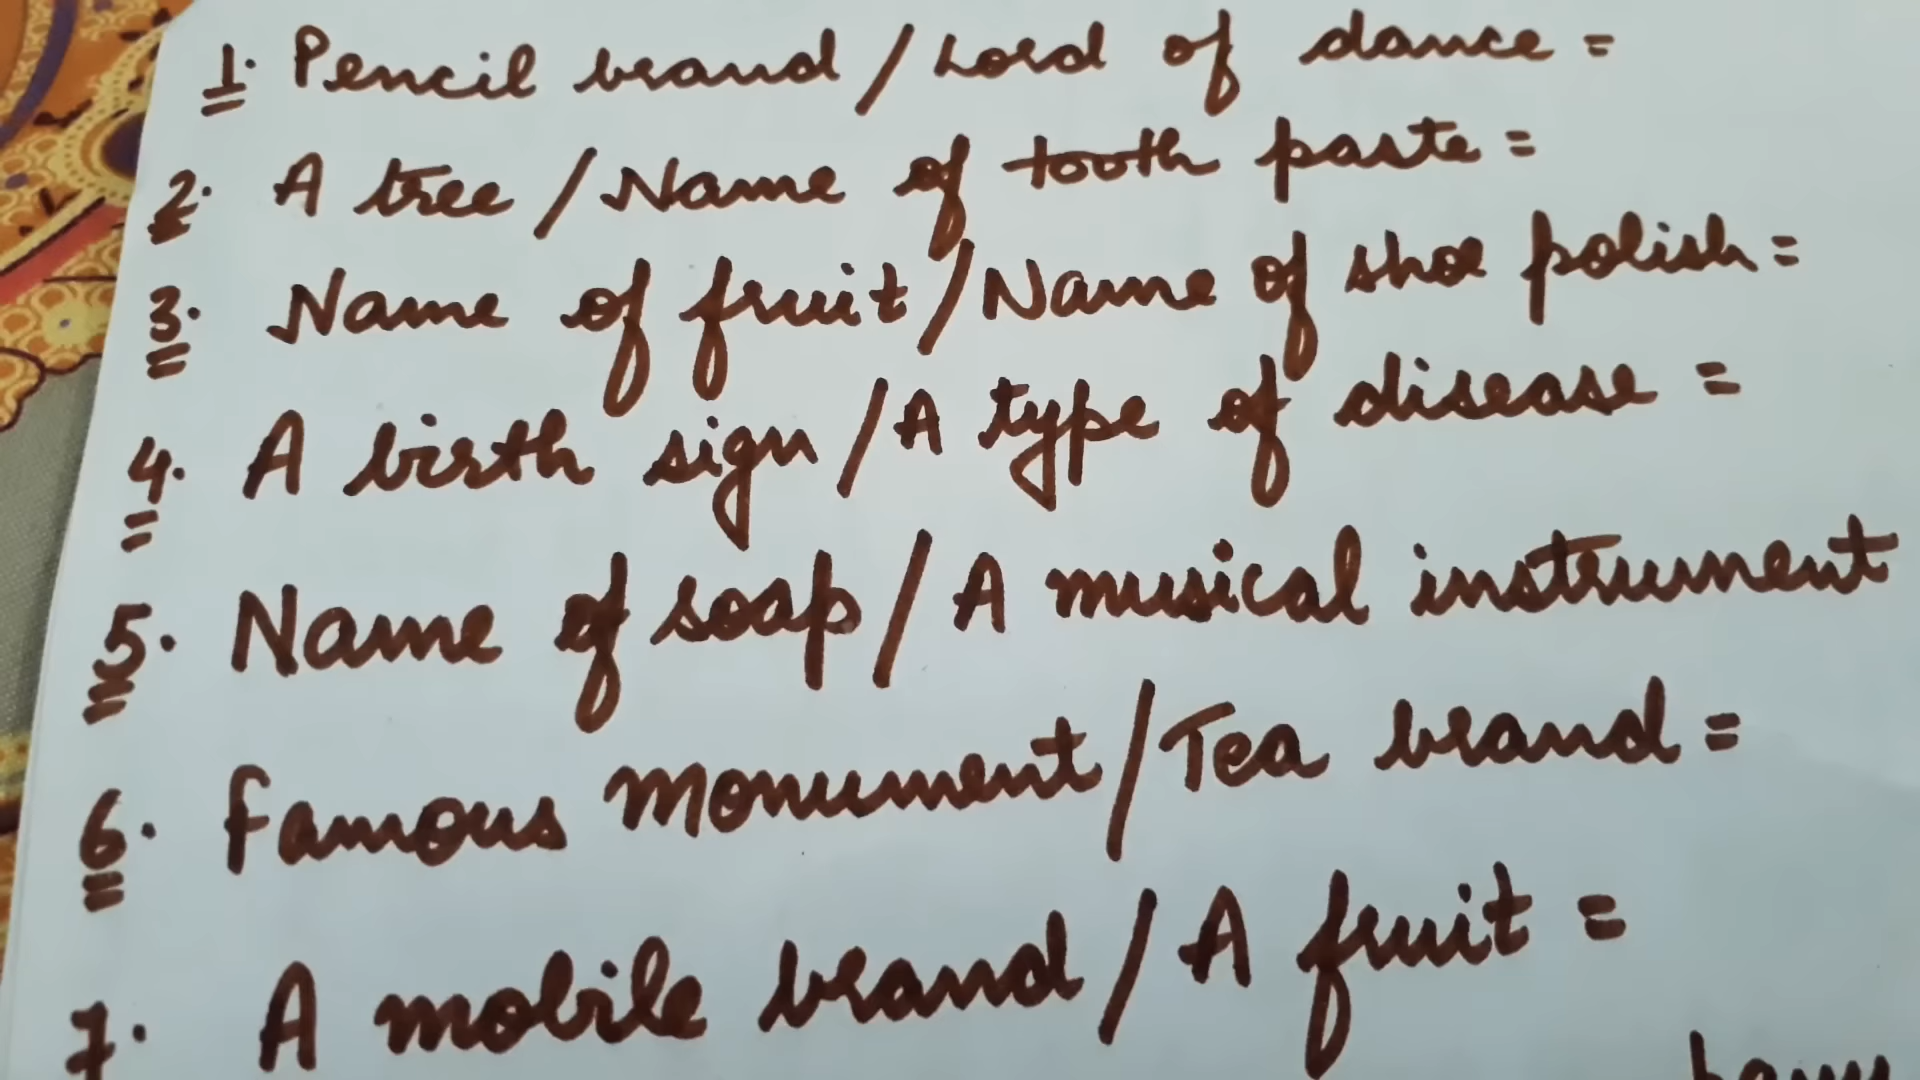 1. Pencil brand / Lord of dance =
2. A tree / Name of tooth paste =
3. Name of fruit / Name of shoe polish =
4. A birth sign / A type of disease =
5. Name of soap / A musical instrument
6. Famous monument / Tea brand =
7. A mobile brand / A fruit =